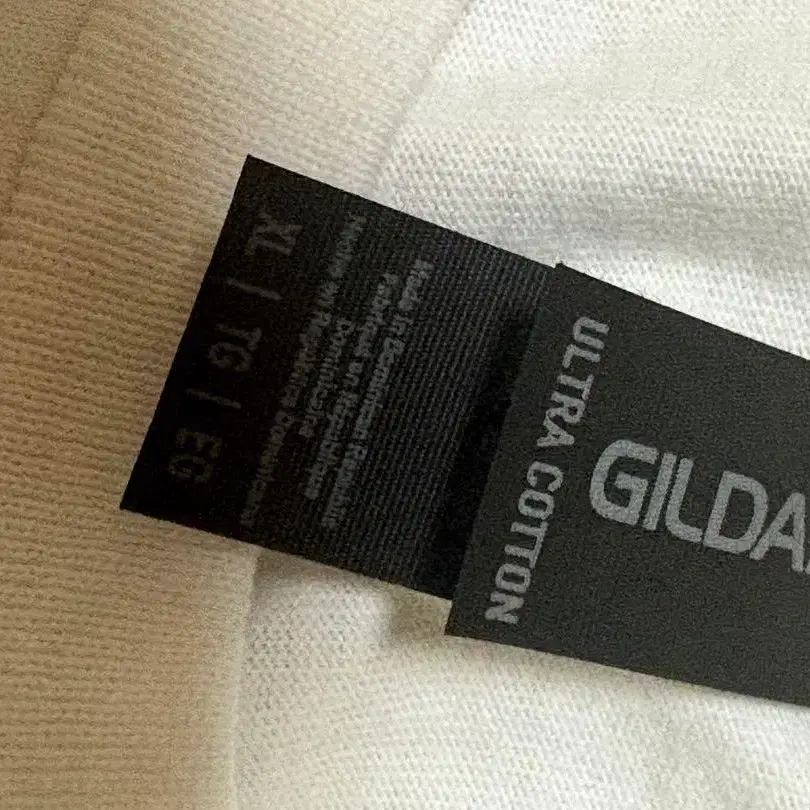 GILDA
ULTRA COTTON
Made in Dominican Republic
Fabriqué en République
Dominicaine
Hecho en República Dominicana
XL | TG | EG